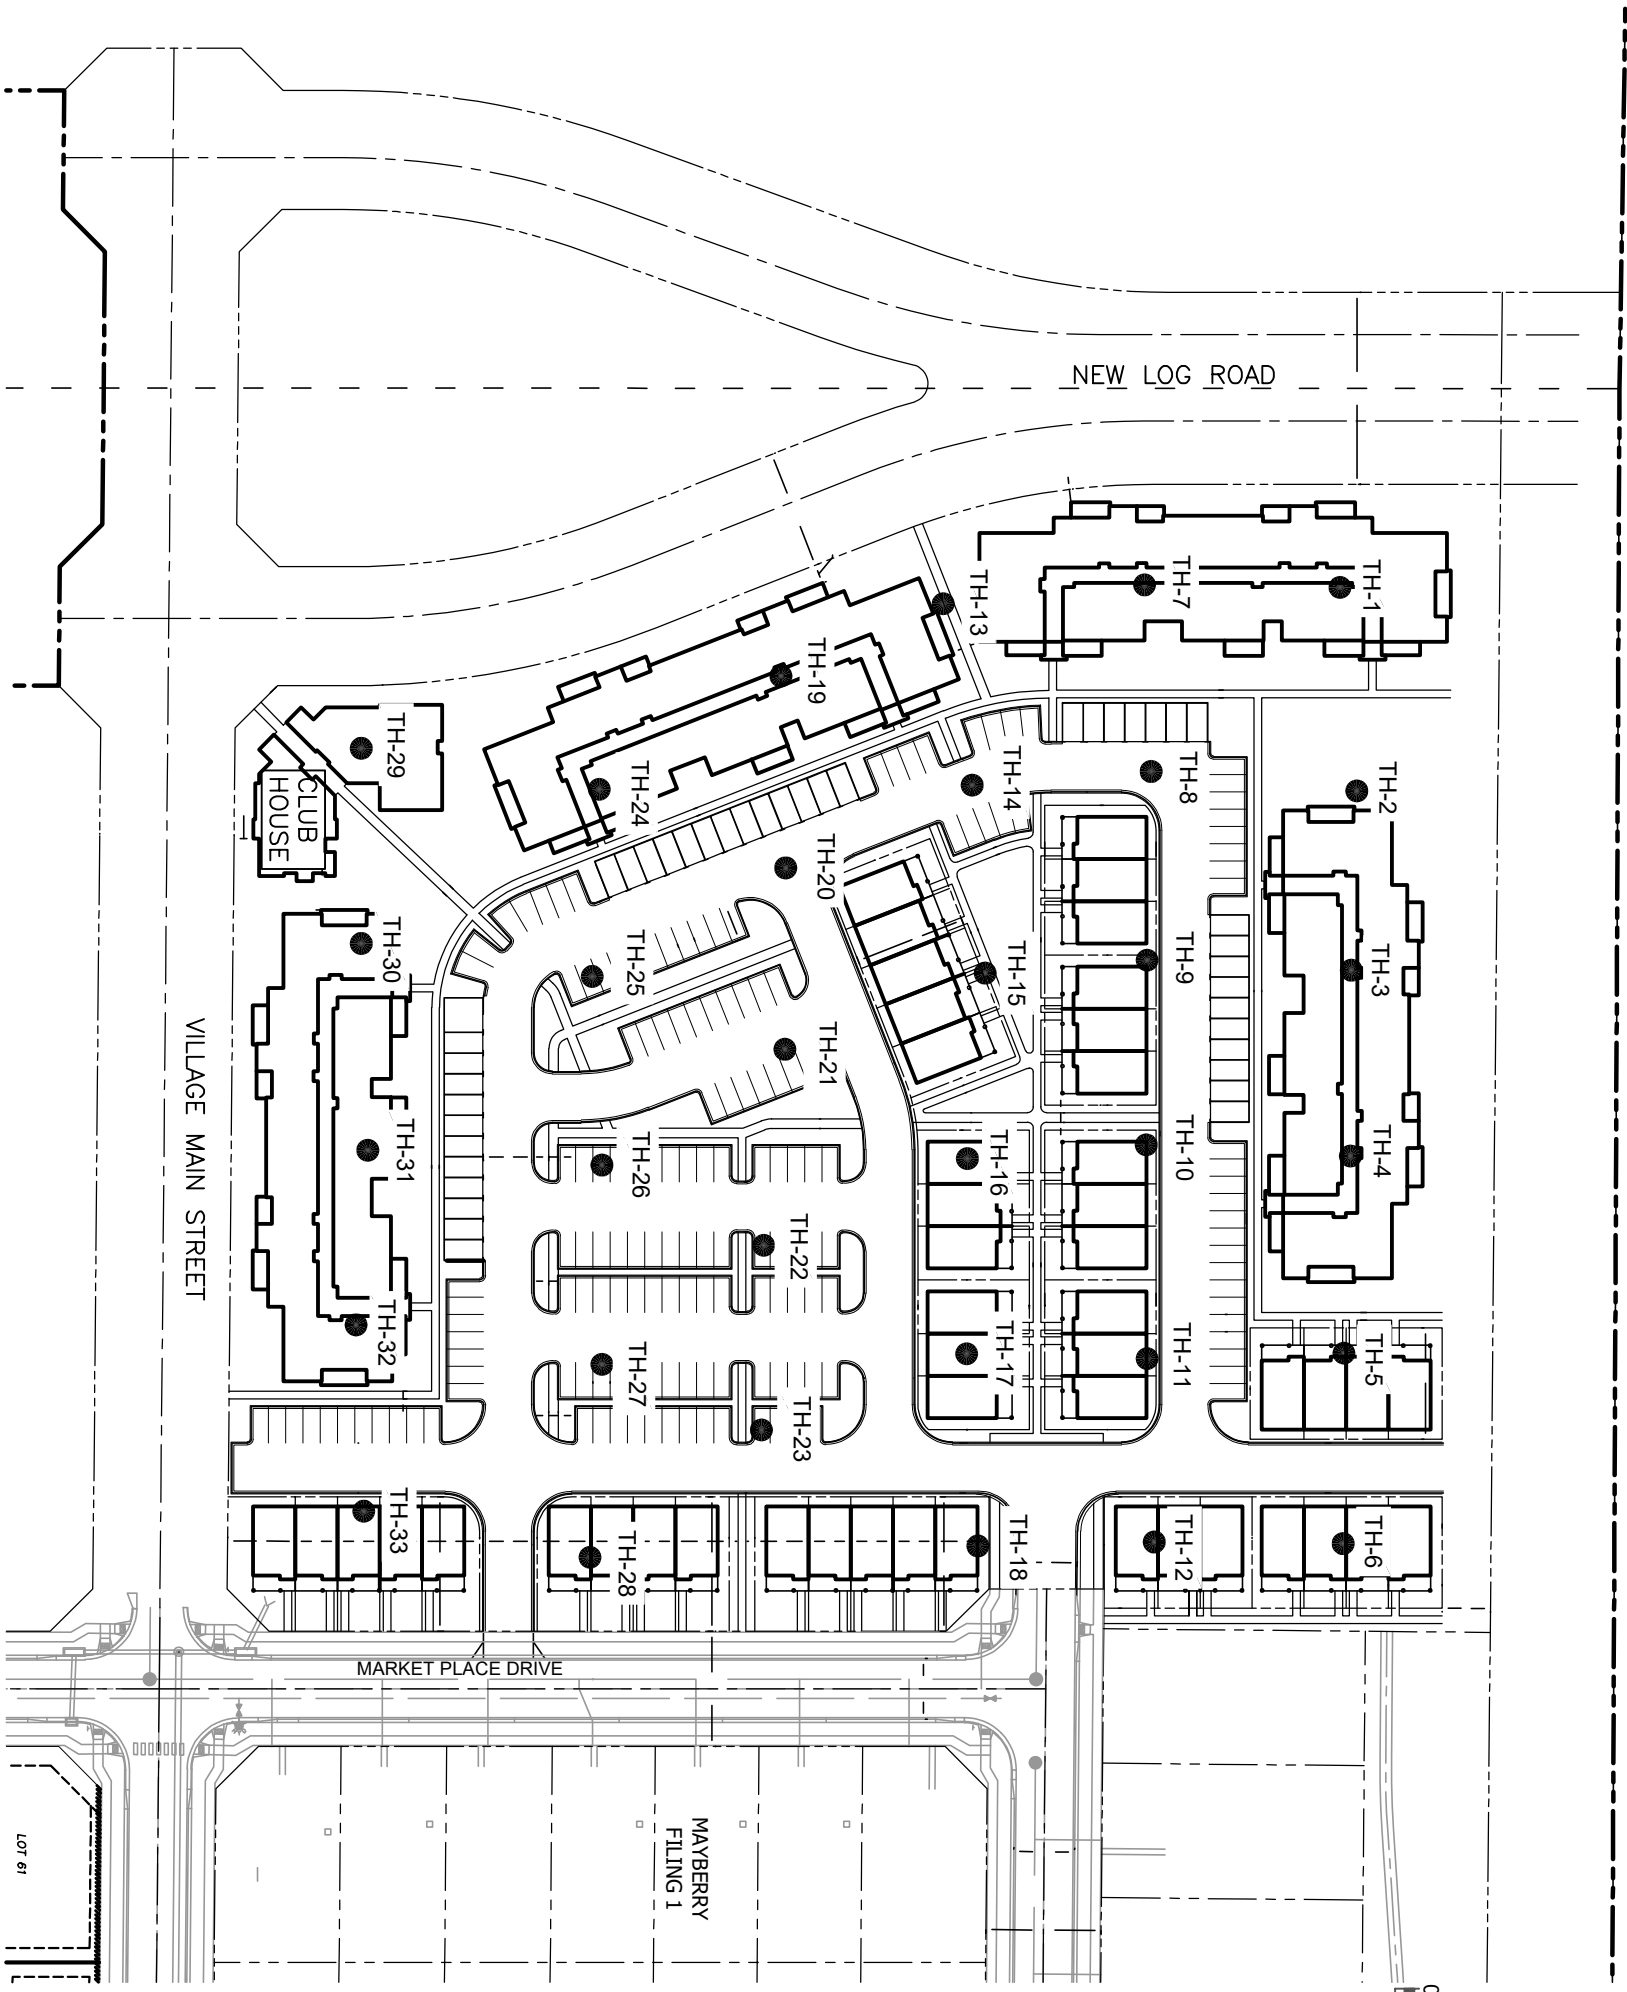 NEW LOG ROAD
TH-1
TH-7
TH-13
TH-19
TH-29
TH-24
TH-14
TH-8
TH-2
CLUB
HOUSE
TH-20
TH-30
TH-25
TH-15
TH-9
TH-3
TH-21
VILLAGE MAIN STREET
TH-31
TH-26
TH-16
TH-10
TH-4
TH-22
TH-32
TH-27
TH-17
TH-11
TH-5
TH-23
TH-33
TH-28
TH-18
TH-12
TH-6
MARKET PLACE DRIVE
MAYBERRY
FILING 1
LOT 61